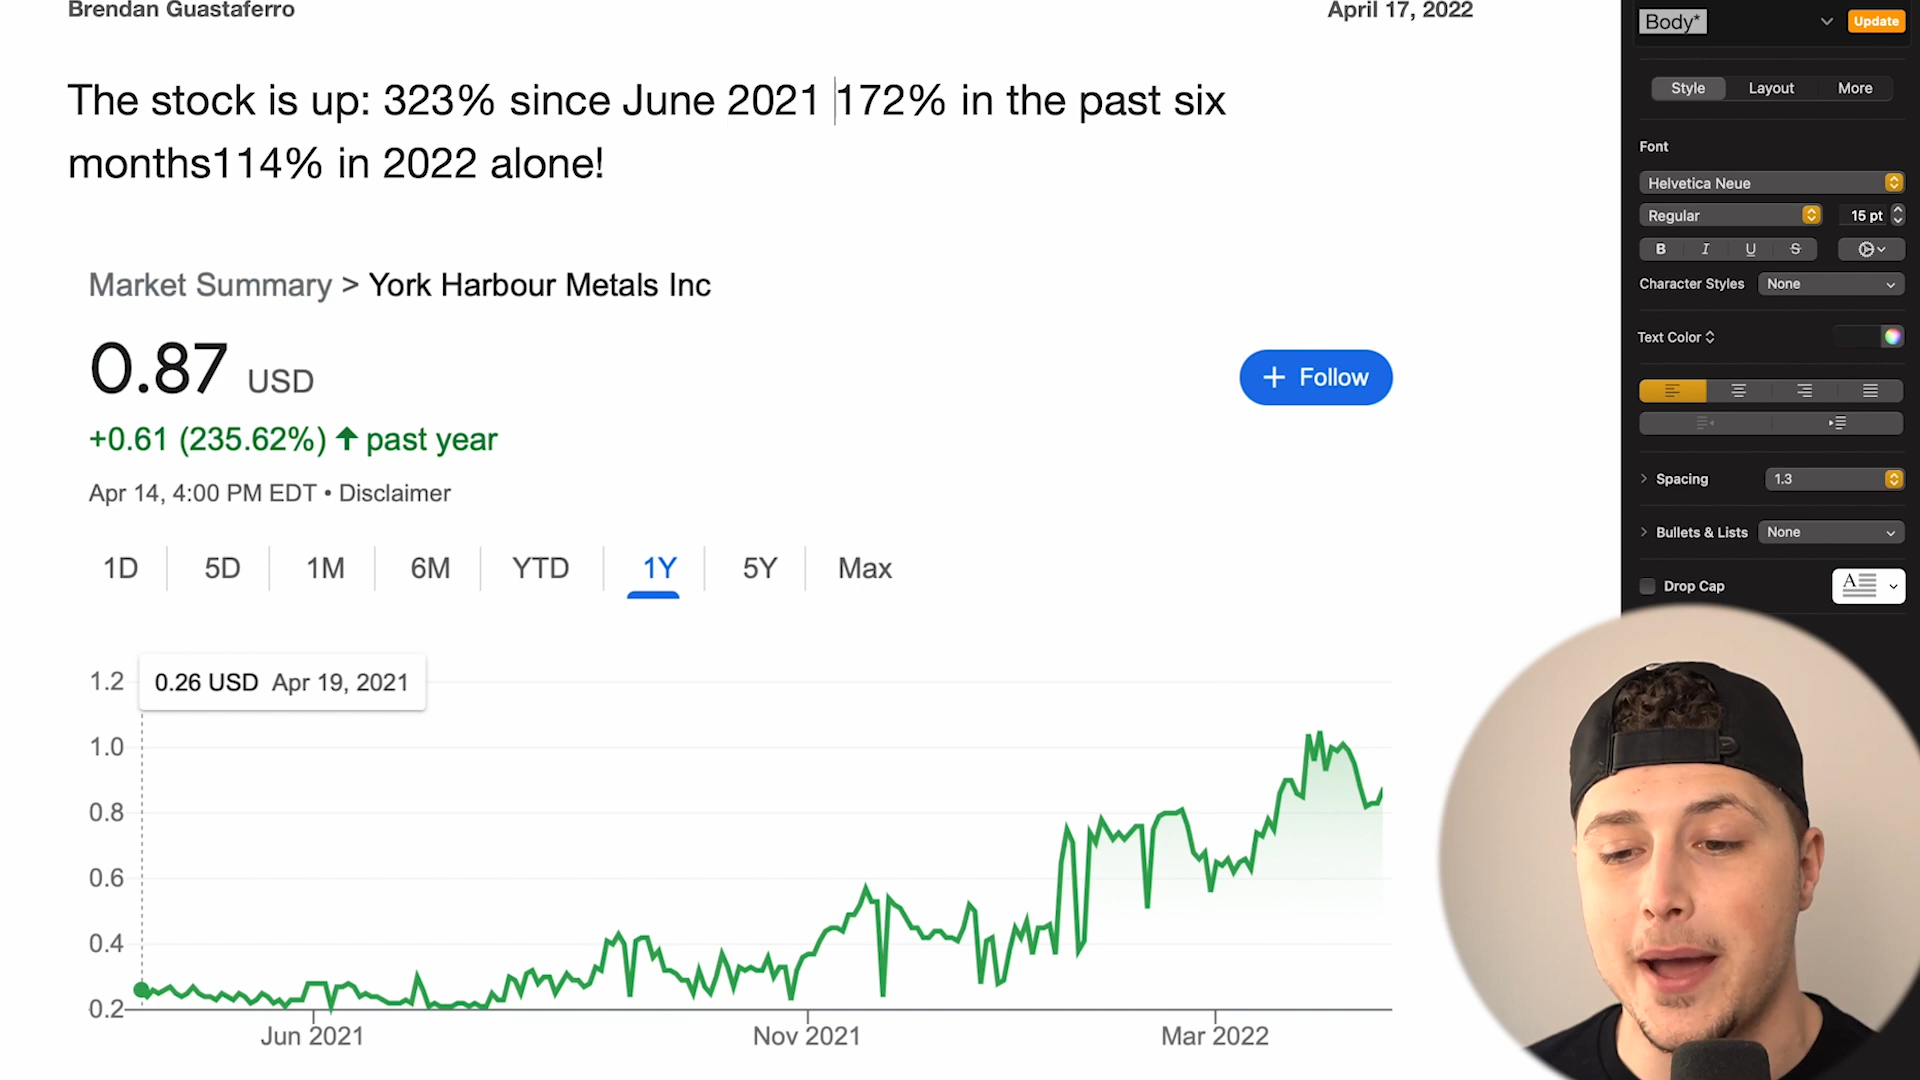 Brendan Guastaferro
April 17, 2022
The stock is up: 323% since June 2021 172% in the past six
months114% in 2022 alone!
Market Summary > York Harbour Metals Inc
0.87 USD
+ Follow
+0.61 (235.62%) ↑ past year
Apr 14, 4:00 PM EDT • Disclaimer
1D 5D 1M 6M YTD 1Y 5Y Max
0.26 USD Apr 19, 2021
1.2
1.0
0.8
0.6
0.4
0.2
Jun 2021 Nov 2021 Mar 2022
Body*
Update
Style Layout More
Font
Helvetica Neue
Regular 15 pt
B I U S
Character Styles None
Text Color
Spacing 1.3
Bullets & Lists None
Drop Cap A